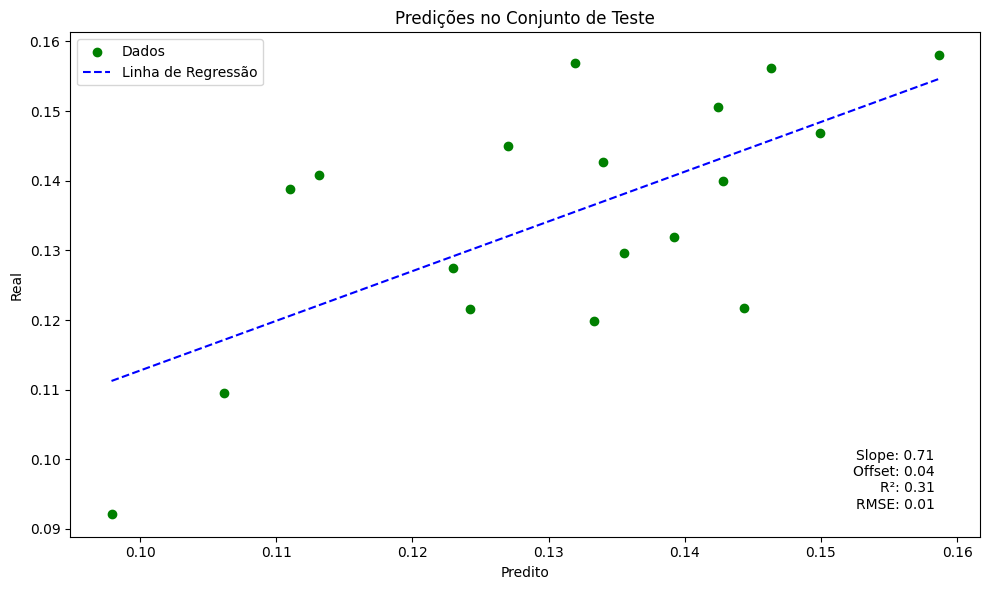 Predições no Conjunto de Teste
Dados
Linha de Regressão
0.16
0.15
0.14
0.13
0.12
0.11
0.10
0.09
Real
Slope: 0.71
Offset: 0.04
R²: 0.31
RMSE: 0.01
0.10
0.11
0.12
0.13
0.14
0.15
0.16
Predito